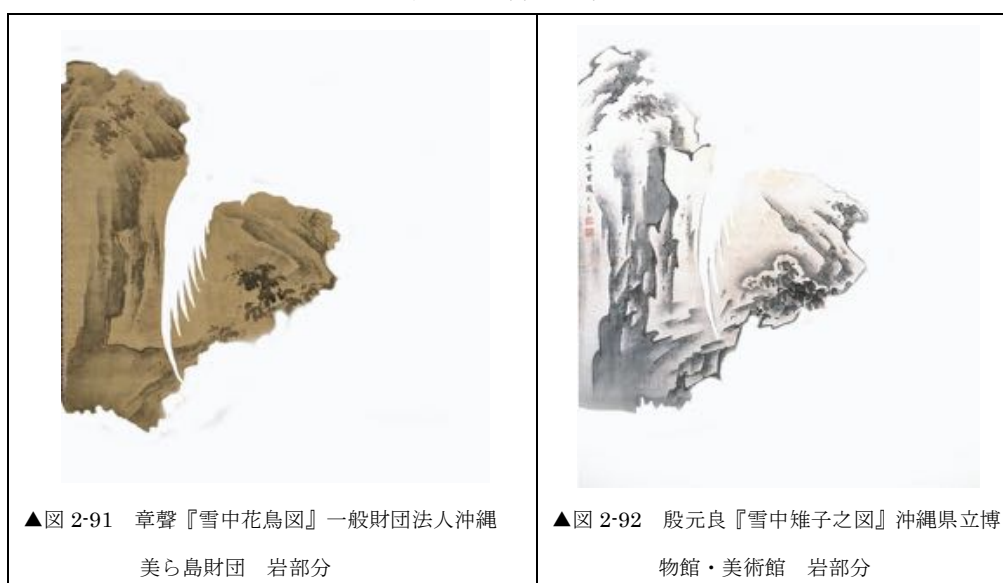 ▲図 2-91 章聲『雪中花鳥図』一般財団法人沖縄
美ら島財団 岩部分
▲図 2-92 殷元良『雪中雉子之図』沖縄県立博
物館・美術館 岩部分